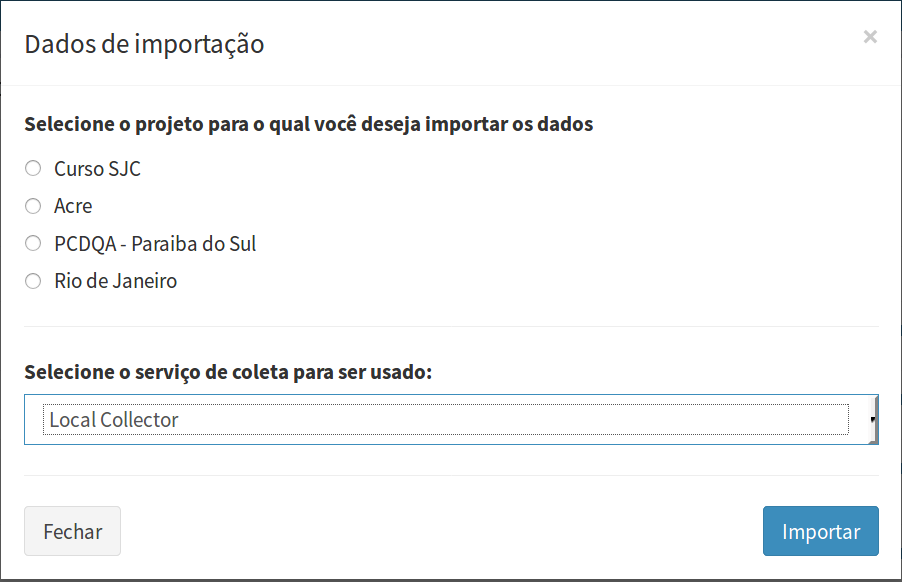 Dados de importação
×
Selecione o projeto para o qual você deseja importar os dados
Curso SJC
Acre
PCDQA - Paraiba do Sul
Rio de Janeiro
Selecione o serviço de coleta para ser usado:
Local Collector
Fechar
Importar